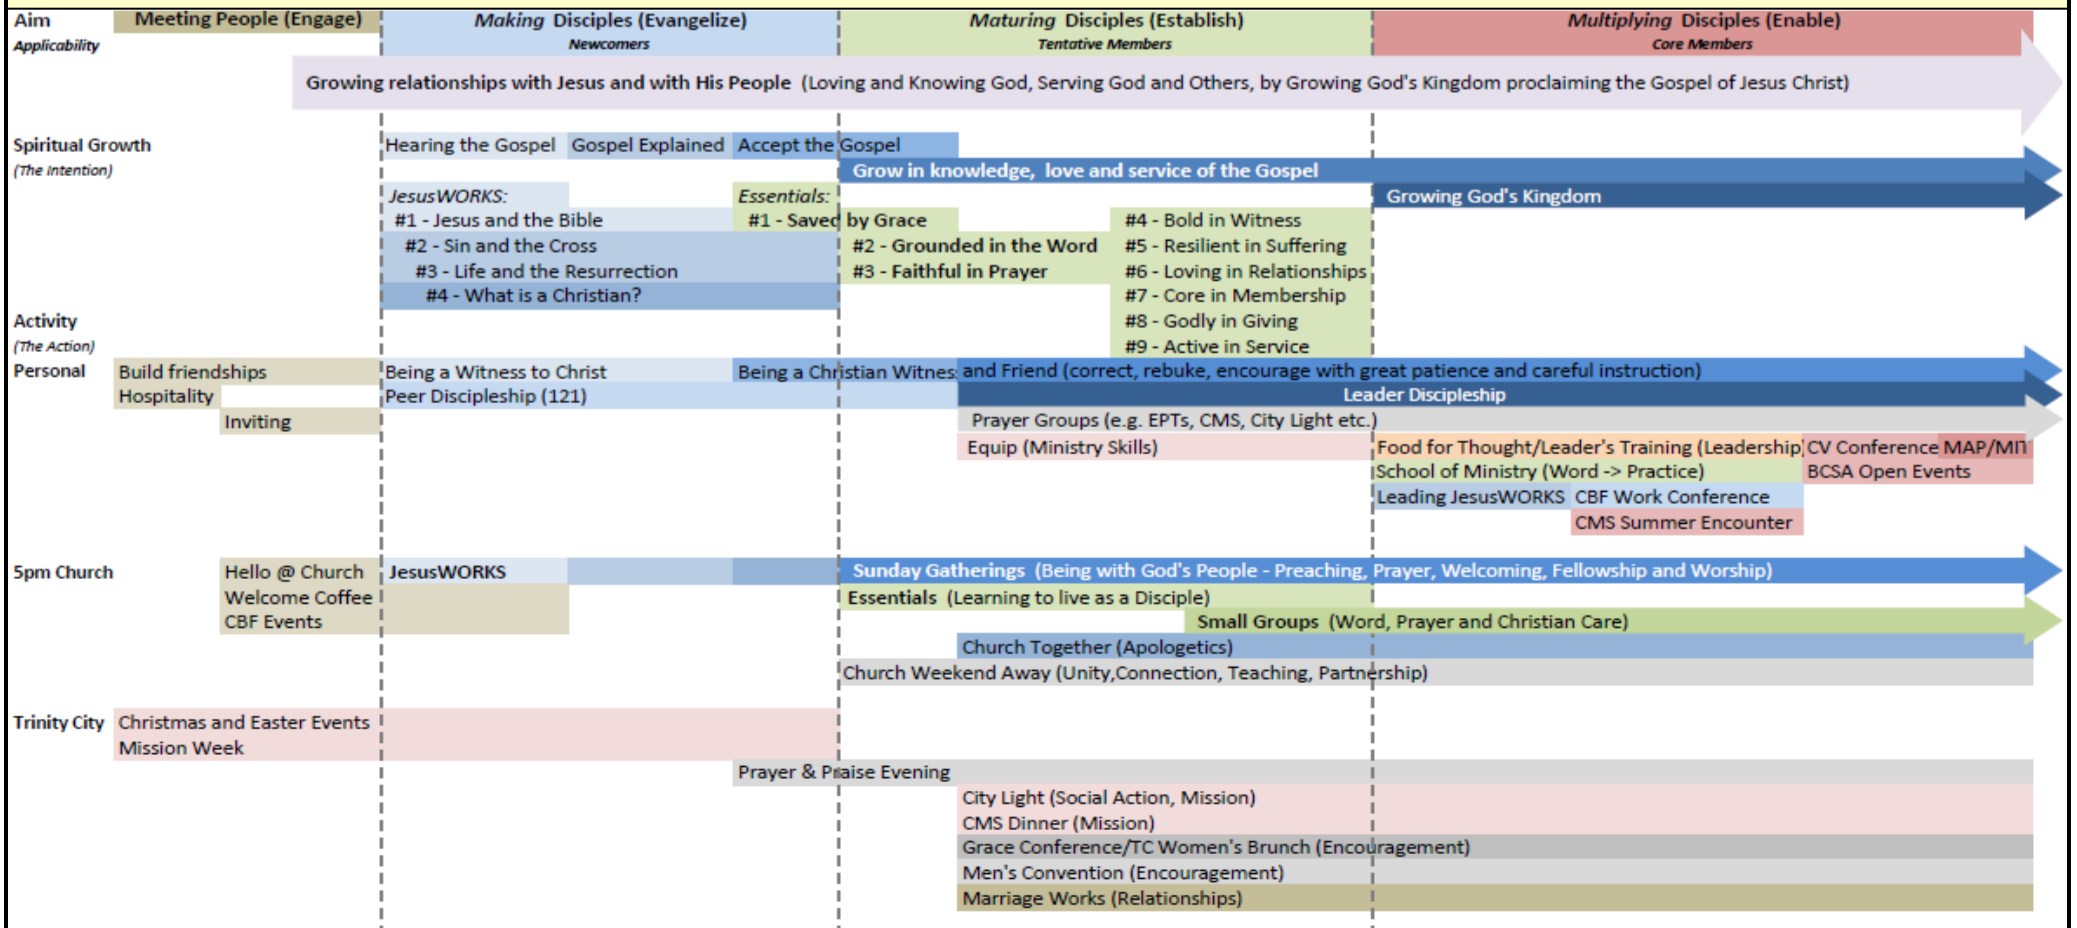 Aim Meeting People (Engage) Making Disciples (Evangelize) Maturing Disciples (Establish) Multiplying Disciples (Enable)
Applicability Newcomers Tentative Members Core Members
Growing relationships with Jesus and with His People (Loving and Knowing God, Serving God and Others, by Growing God's Kingdom proclaiming the Gospel of Jesus Christ)
Spiritual Growth Hearing the Gospel Gospel Explained Accept the Gospel
(The Intention) Grow in knowledge, love and service of the Gospel
JesusWORKS: Essentials: Growing God's Kingdom
#1 - Jesus and the Bible #1 - Saved by Grace #4 - Bold in Witness
#2 - Sin and the Cross #2 - Grounded in the Word #5 - Resilient in Suffering
#3 - Life and the Resurrection #3 - Faithful in Prayer #6 - Loving in Relationships
#4 - What is a Christian? #7 - Core in Membership
Activity #8 - Godly in Giving
(The Action) #9 - Active in Service
Personal Build friendships Being a Witness to Christ Being a Christian Witness and Friend (correct, rebuke, encourage with great patience and careful instruction)
Hospitality Peer Discipleship (121) Leader Discipleship
Inviting Prayer Groups (e.g. EPTs, CMS, City Light etc.)
Equip (Ministry Skills) Food for Thought/Leader's Training (Leadership) CV Conference MAP/MIT
School of Ministry (Word -> Practice) BCSA Open Events
Leading JesusWORKS CBF Work Conference
CMS Summer Encounter
5pm Church Hello @ Church JesusWORKS Sunday Gatherings (Being with God's People - Preaching, Prayer, Welcoming, Fellowship and Worship)
Welcome Coffee Essentials (Learning to live as a Disciple)
CBF Events Small Groups (Word, Prayer and Christian Care)
Church Together (Apologetics)
Church Weekend Away (Unity,Connection, Teaching, Partnership)
Trinity City Christmas and Easter Events
Mission Week
Prayer & Praise Evening
City Light (Social Action, Mission)
CMS Dinner (Mission)
Grace Conference/TC Women's Brunch (Encouragement)
Men's Convention (Encouragement)
Marriage Works (Relationships)